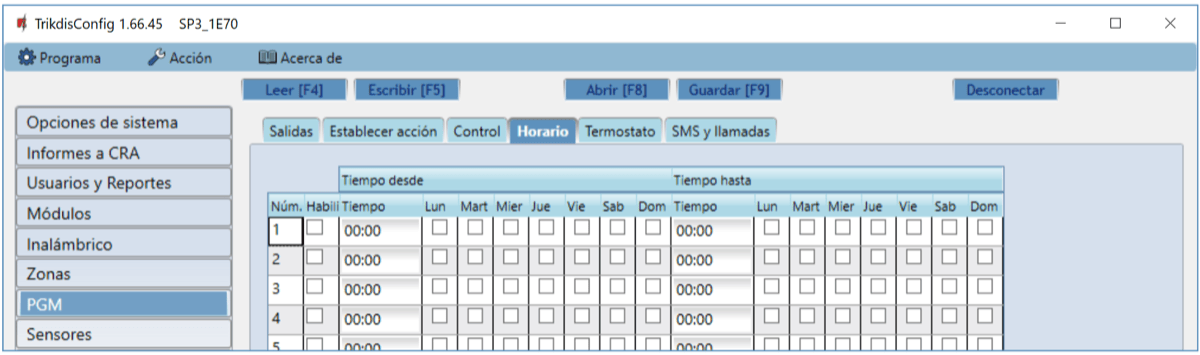 TrikdisConfig 1.66.45 SP3_1E70
Programa Acción Acerca de
Leer [F4] Escribir [F5] Abrir [F8] Guardar [F9] Desconectar
Opciones de sistema
Informes a CRA
Usuarios y Reportes
Módulos
Inalámbrico
Zonas
PGM
Sensores
Salidas Establecer acción Control Horario Termostato SMS y llamadas
Tiempo desde Tiempo hasta
Núm. Habili Tiempo Lun Mart Mier Jue Vie Sab Dom Tiempo Lun Mart Mier Jue Vie Sab Dom
1 00:00 00:00
2 00:00 00:00
3 00:00 00:00
4 00:00 00:00
5 00:00 00:00